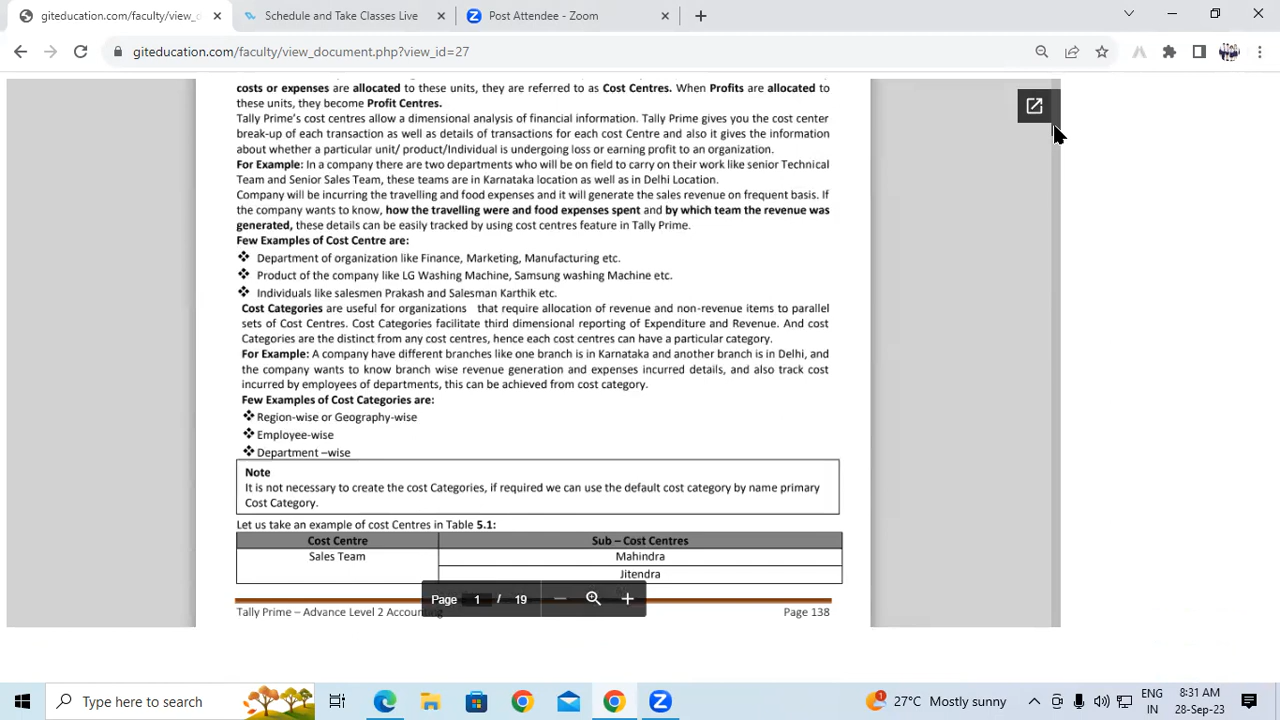 giteducation.com/faculty/view_d
Schedule and Take Classes Live
Post Attendee - Zoom
giteducation.com/faculty/view_document.php?view_id=27
costs or expenses are allocated to these units, they are referred to as Cost Centres. When Profits are allocated to
these units, they become Profit Centres.
Tally Prime's cost centres allow a dimensional analysis of financial information. Tally Prime gives you the cost center
break-up of each transaction as well as details of transactions for each cost Centre and also it gives the information
about whether a particular unit/ product/Individual is undergoing loss or earning profit to an organization.
For Example: In a company there are two departments who will be on field to carry on their work like senior Technical
Team and Senior Sales Team, these teams are in Karnataka location as well as in Delhi Location.
Company will be incurring the travelling and food expenses and it will generate the sales revenue on frequent basis. If
the company wants to know, how the travelling were and food expenses spent and by which team the revenue was
generated, these details can be easily tracked by using cost centres feature in Tally Prime.
Few Examples of Cost Centre are:
❖ Department of organization like Finance, Marketing, Manufacturing etc.
❖ Product of the company like LG Washing Machine, Samsung washing Machine etc.
❖ Individuals like salesmen Prakash and Salesman Karthik etc.
Cost Categories are useful for organizations that require allocation of revenue and non-revenue items to parallel
sets of Cost Centres. Cost Categories facilitate third dimensional reporting of Expenditure and Revenue. And cost
Categories are the distinct from any cost centres, hence each cost centres can have a particular category.
For Example: A company have different branches like one branch is in Karnataka and another branch is in Delhi, and
the company wants to know branch wise revenue generation and expenses incurred details, and also track cost
incurred by employees of departments, this can be achieved from cost category.
Few Examples of Cost Categories are:
❖ Region-wise or Geography-wise
❖ Employee-wise
❖ Department –wise
Note
It is not necessary to create the cost Categories, if required we can use the default cost category by name primary
Cost Category.
Let us take an example of cost Centres in Table 5.1:
Cost Centre Sub – Cost Centres
Sales Team Mahindra
Jitendra
Page 1 / 19
Tally Prime – Advance Level 2 Accounting Page 138
Type here to search
27°C Mostly sunny
ENG
IN
8:31 AM
28-Sep-23